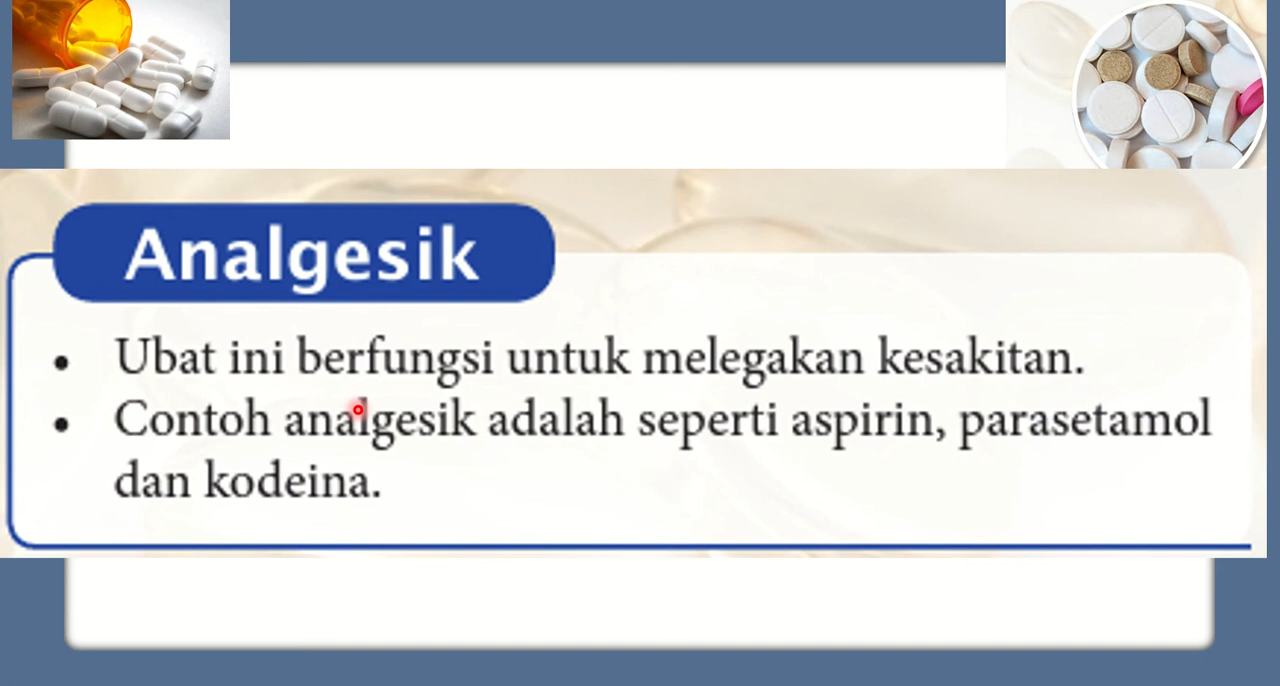 Analgesik
• Ubat ini berfungsi untuk melegakan kesakitan.
• Contoh analgesik adalah seperti aspirin, parasetamol
dan kodeina.